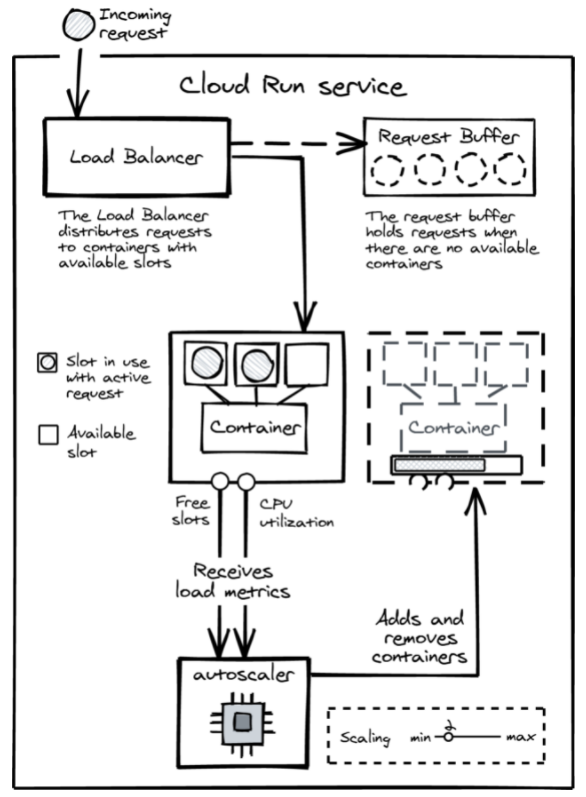 Incoming
request
Cloud Run service
Load Balancer
Request Buffer
The Load Balancer
distributes requests
to containers with
available slots
The request buffer
holds requests when
there are no available
containers
Slot in use
with active
request
Available
slot
Container
Container
Free
slots
CPU
utilization
Receives
load metrics
Adds and
removes
containers
autoscaler
Scaling min max